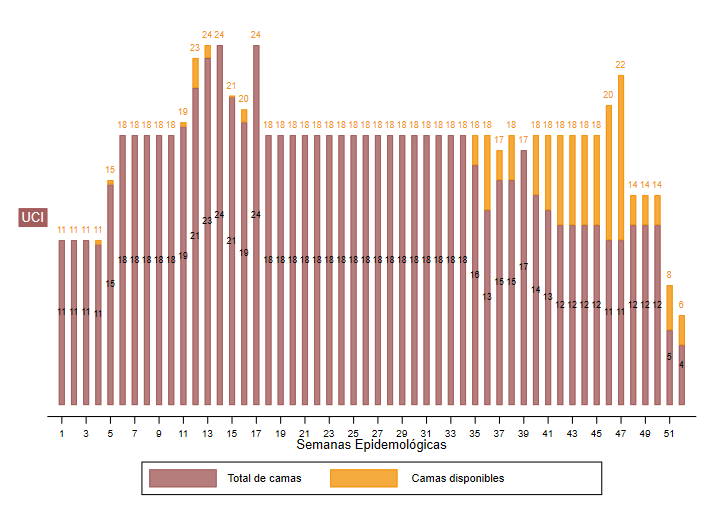 11 11 11 11 15 18 18 18 18 18 19 23 24 24 21 20 24 18 18 18 18 18 18 18 18 18 18 18 18 18 18 18 18 18 18 18 17 18 17 18 18 18 18 18 18 20 22 14 14 14 8 6
UCI
11 11 11 11 15 18 18 18 18 18 19 21 23 24 21 19 24 18 18 18 18 18 18 18 18 18 18 18 18 18 18 18 18 18 16 13 15 15 17 14 13 12 12 12 12 11 11 12 12 12 5 4
1 3 5 7 9 11 13 15 17 19 21 23 25 27 29 31 33 35 37 39 41 43 45 47 49 51
Semanas Epidemológicas
Total de camas Camas disponibles